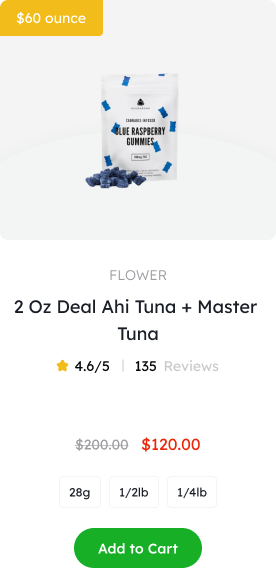 $60 ounce
CANNABIS-INFUSED
BLUE RASPBERRY
GUMMIES
FLOWER
2 Oz Deal Ahi Tuna + Master
Tuna
4.6/5 | 135 Reviews
$200.00 $120.00
28g 1/2lb 1/4lb
Add to Cart